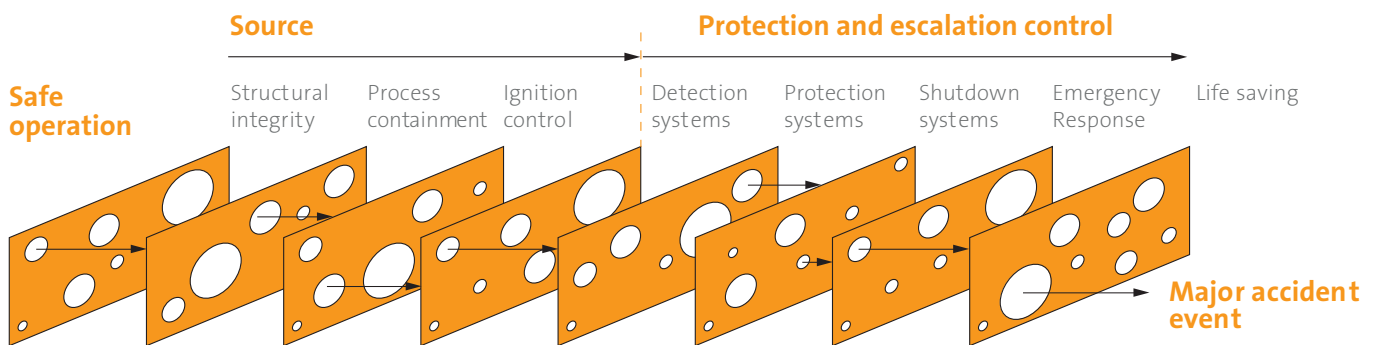 Source
Protection and escalation control
Safe
operation
Structural
integrity
Process
containment
Ignition
control
Detection
systems
Protection
systems
Shutdown
systems
Emergency
Response
Life saving
Major accident
event